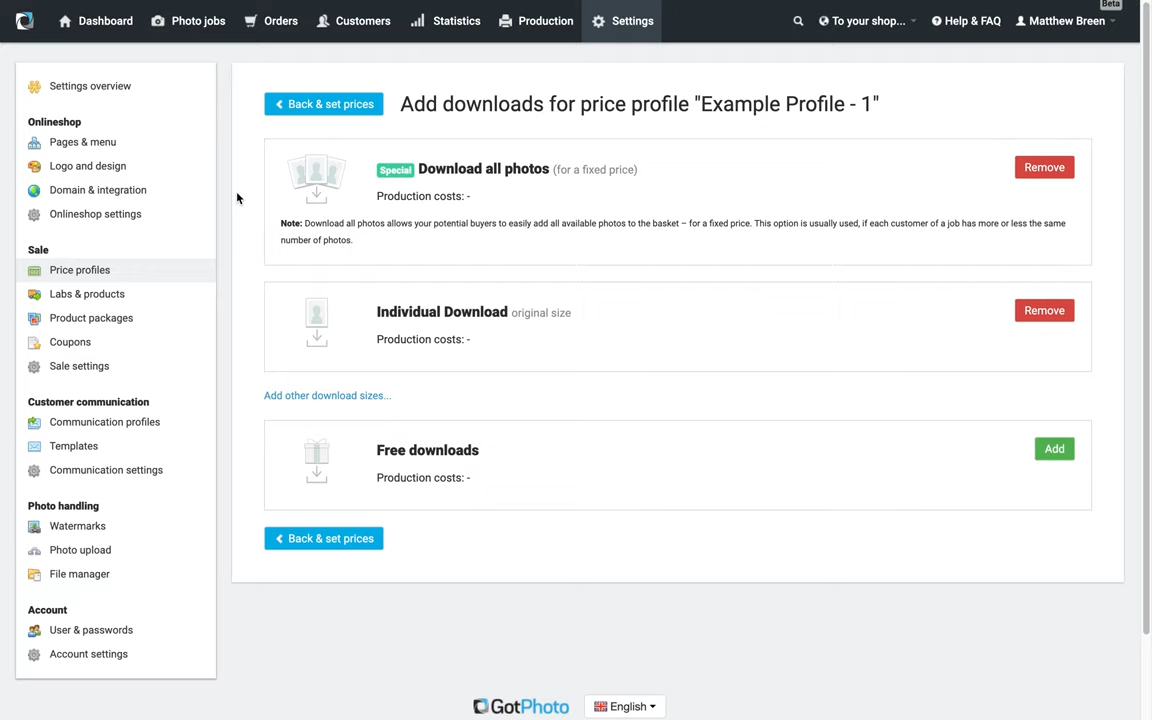 Beta
Dashboard Photo jobs Orders Customers Statistics Production Settings To your shop... Help & FAQ Matthew Breen
Settings overview
Onlineshop
Pages & menu
Logo and design
Domain & integration
Onlineshop settings
Sale
Price profiles
Labs & products
Product packages
Coupons
Sale settings
Customer communication
Communication profiles
Templates
Communication settings
Photo handling
Watermarks
Photo upload
File manager
Account
User & passwords
Account settings
Back & set prices Add downloads for price profile "Example Profile - 1"
Special Download all photos (for a fixed price) Remove
Production costs: -
Note: Download all photos allows your potential buyers to easily add all available photos to the basket – for a fixed price. This option is usually used, if each customer of a job has more or less the same
number of photos.
Individual Download original size Remove
Production costs: -
Add other download sizes...
Free downloads Add
Production costs: -
Back & set prices
GotPhoto English